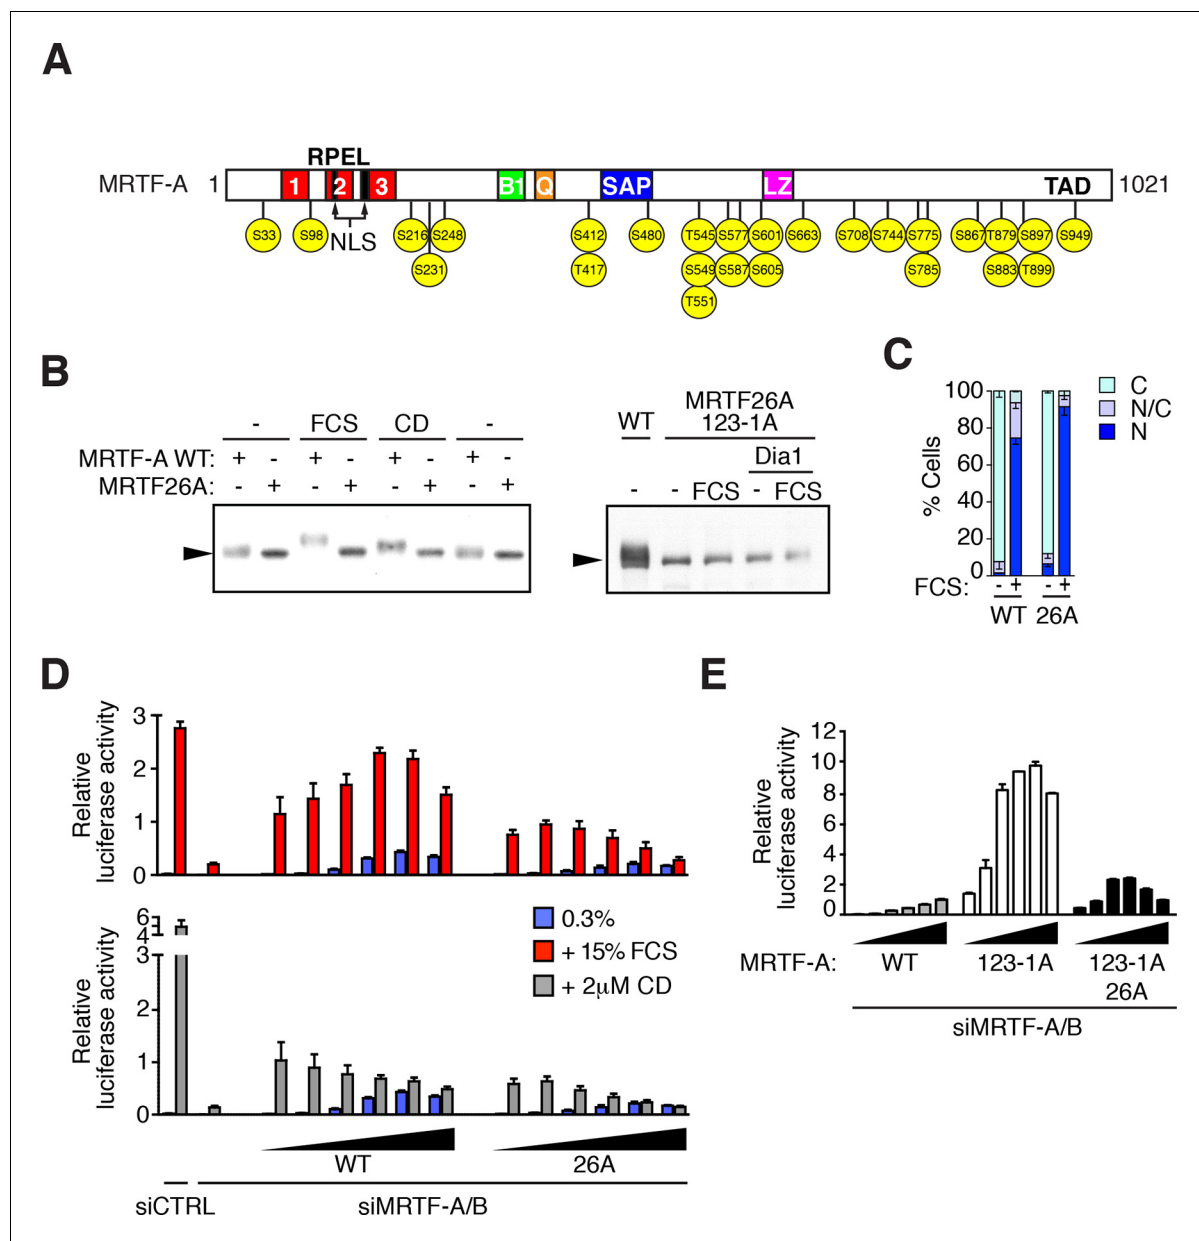 A
RPEL
MRTF-A 1 1 2 3 B1 Q SAP LZ TAD 1021
NLS
S33 S98 S216 S248 S412 S480 T545 S577 S601 S663 S708 S744 S775 S867 T879 S897 S949
S231 T417 S549 S587 S605 S785 S883 T899
T551
B
- FCS CD -
MRTF-A WT: + - + - + - + -
MRTF26A: - + - + - + - +
MRTF26A
WT 123-1A
Dia1
- - FCS - FCS
C
C
N/C
N
% Cells
100
80
60
40
20
0
FCS: - + - +
WT 26A
D
Relative
luciferase activity
3
2
1
0
0.3%
+ 15% FCS
+ 2μM CD
Relative
luciferase activity
6
4
3
2
1
0
WT 26A
siCTRL siMRTF-A/B
E
Relative
luciferase activity
12
10
8
6
4
2
0
MRTF-A: WT 123-1A 123-1A
26A
siMRTF-A/B